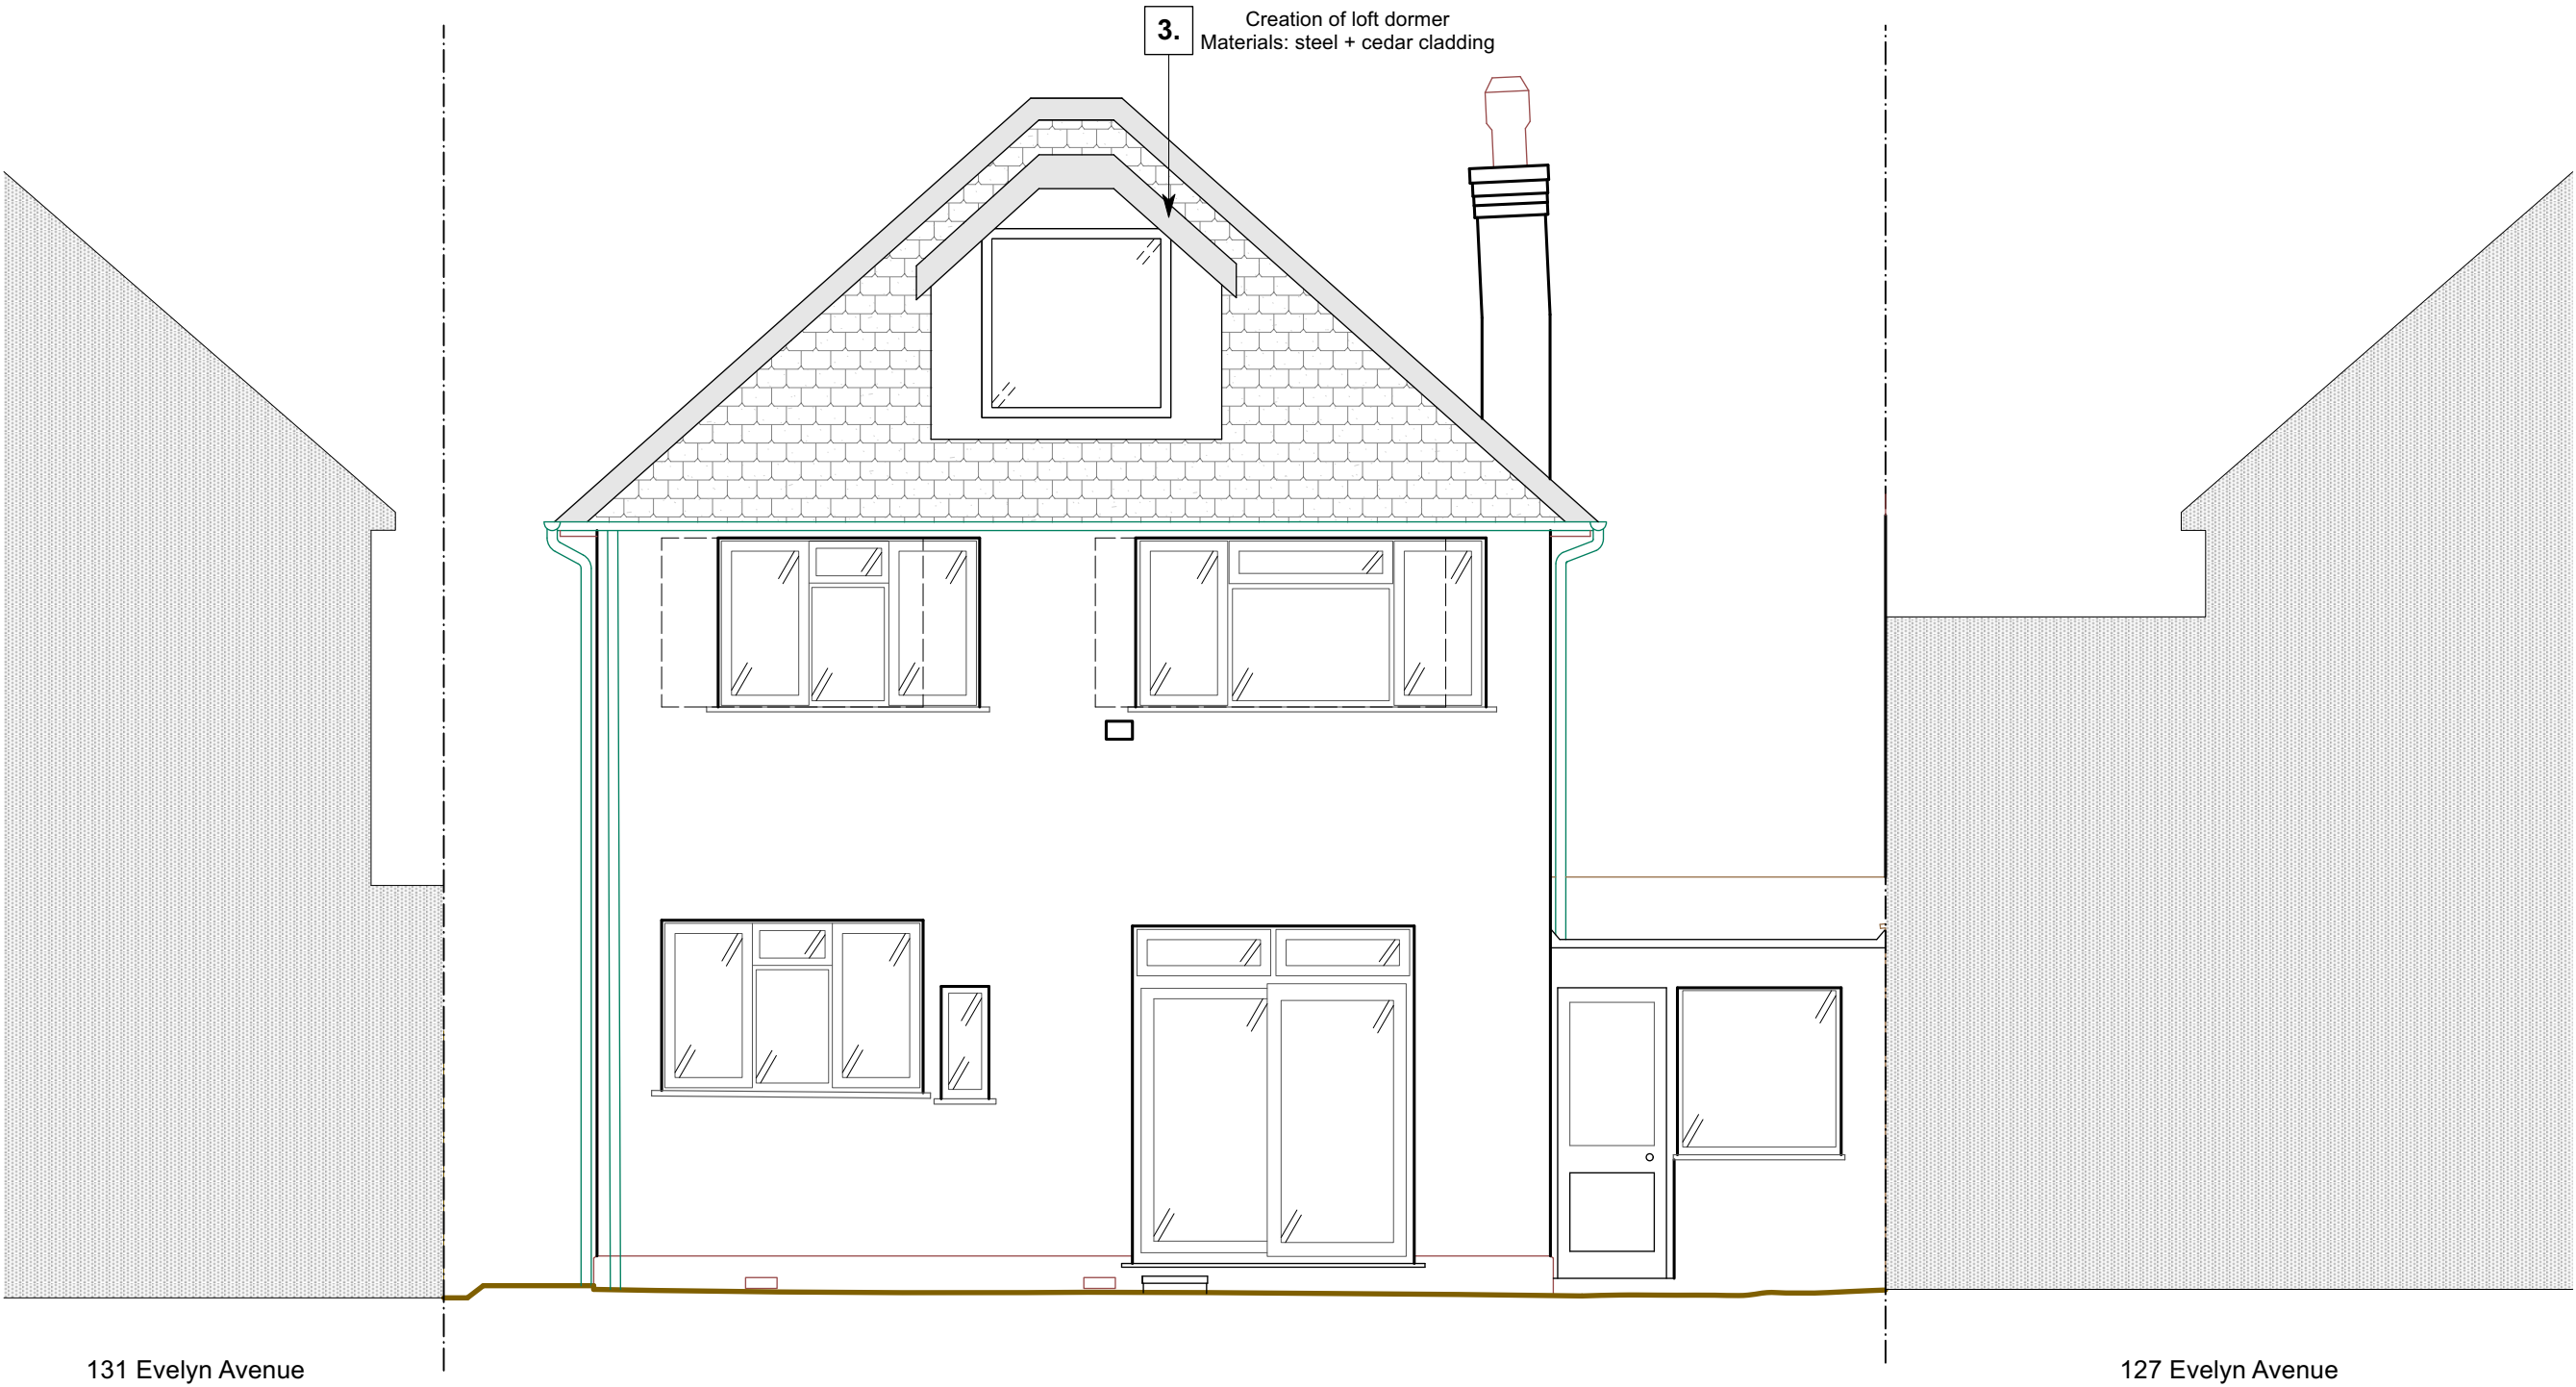 3.
Creation of loft dormer
Materials: steel + cedar cladding
131 Evelyn Avenue
127 Evelyn Avenue